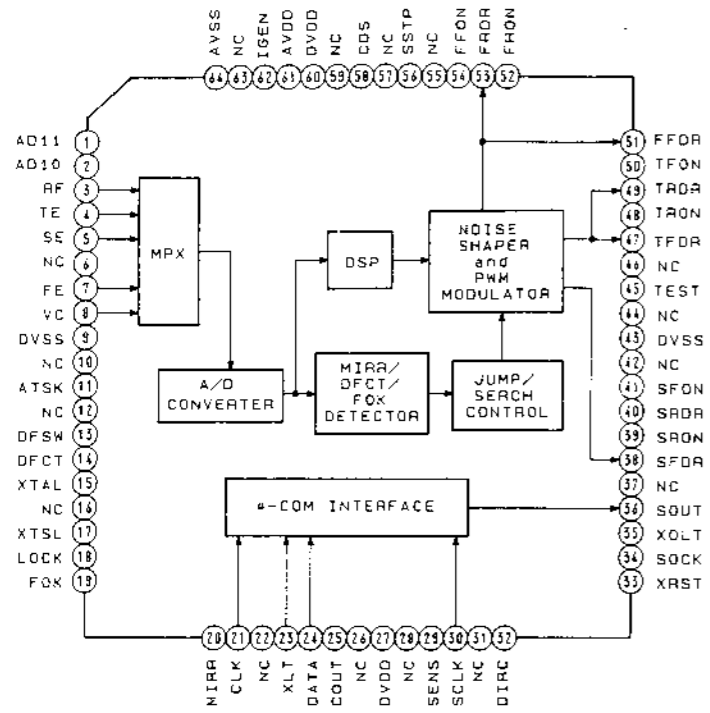 AVSS
NC
IGEN
AVDD
DVDD
NC
COS
NC
SSTP
NC
FFON
FRDR
FRON
64
63
62
61
60
59
58
57
56
55
54
53
52
AD11 1
AD10 2
RF 3
TE 4
SE 5
NC 6
FE 7
VC 8
DVSS 9
NC 10
ATSK 11
NC 12
DFSW 13
DFCT 14
XTAL 15
NC 16
XTSL 17
LOCK 18
FOK 19
MPX
DSP
NOISE
SHAPER
and
PWM
MODULATOR
A/D
CONVERTER
MIRR/
DFCT/
FOK
DETECTOR
JUMP/
SERCH
CONTROL
-COM INTERFACE
51 FFDR
50 TFON
49 TRDR
48 TRON
47 TFDR
46 NC
45 TEST
44 NC
43 DVSS
42 NC
41 SFON
40 SRDR
39 SRON
38 SFDR
37 NC
36 SOUT
35 XOLT
34 SOCK
33 XRST
20
21
22
23
24
25
26
27
28
29
30
31
32
MIRR
CLK
NC
XLT
DATA
COUT
NC
DVDD
NC
SENS
SCLK
NC
DIRC